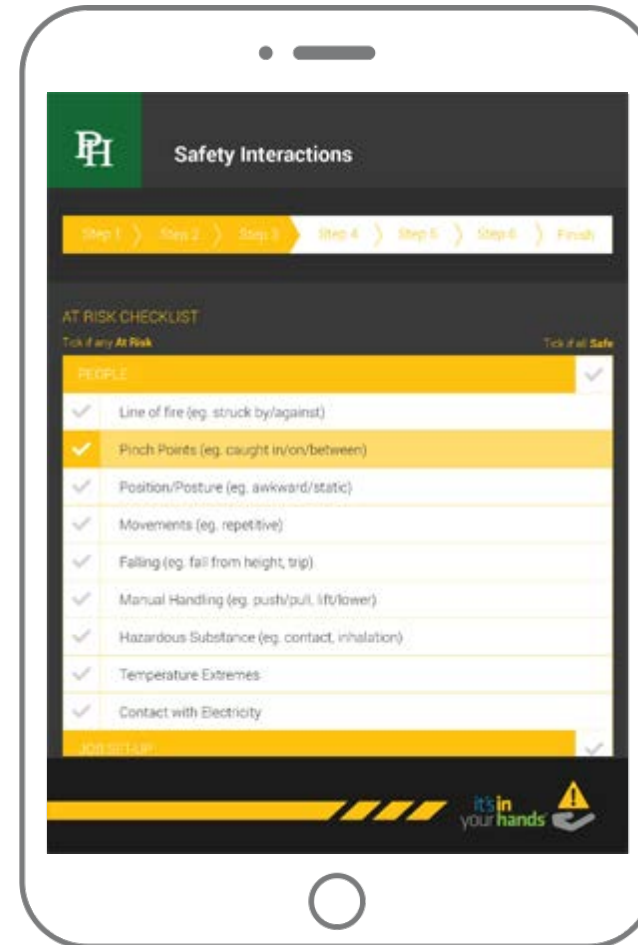 PH
Safety Interactions
Step 1 Step 2 Step 3 Step 4 Step 5 Step 6 Finish
AT RISK CHECKLIST
Tick if any At Risk Tick if all Safe
PEOPLE
Line of fire (eg. struck by/against)
Pinch Points (eg. caught in/on/between)
Position/Posture (eg. awkward/static)
Movements (eg. repetitive)
Falling (eg. fall from height, trip)
Manual Handling (eg. push/pull, lift/lower)
Hazardous Substance (eg. contact, inhalation)
Temperature Extremes
Contact with Electricity
JOB SET-UP
it's in
your hands